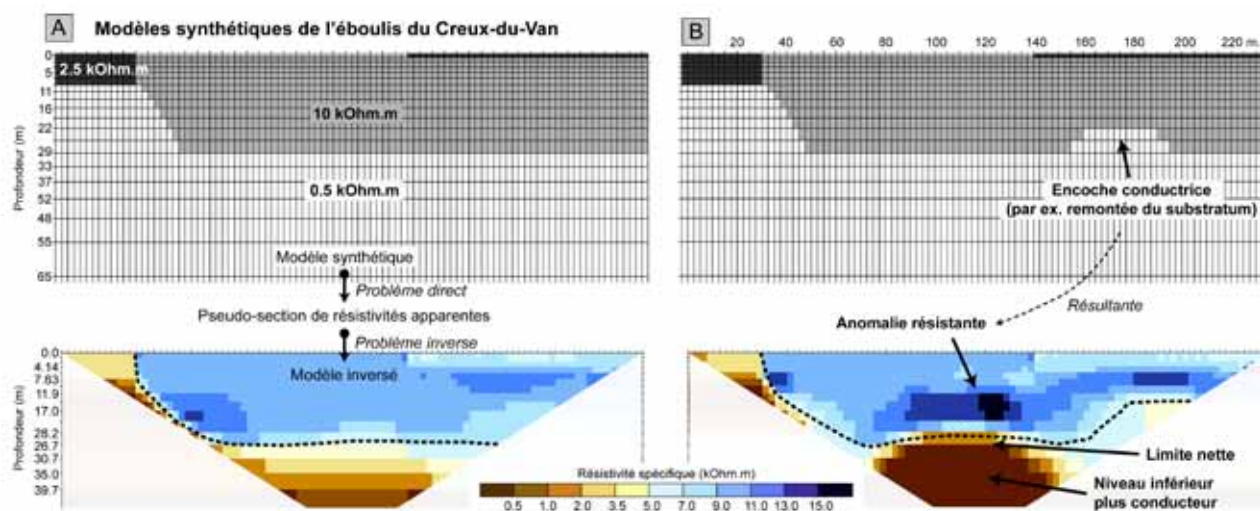 A Modèles synthétiques de l'éboulis du Creux-du-Van
B
20 40 60 80 100 120 140 160 180 200 220 m.
0
5
11
16
22
29
37
52
48
55
65
Profondeur (m)
2.5 kOhm.m
10 kOhm.m
0.5 kOhm.m
Modèle synthétique
Problème direct
Pseudo-section de résistivités apparentes
Problème inverse
Modèle inversé
Encoche conductrice
(par ex. remontée du substratum)
Résultante
Anomalie résistante
0.0
4.14
7.63
11.9
17.0
28.2
26.7
30.7
35.0
39.7
Profondeur (m)
Limite nette
Niveau inférieur
plus conducteur
Résistivité spécifique (kOhm.m)
0.5 1.0 2.0 3.5 5.0 7.0 9.0 11.0 13.0 15.0